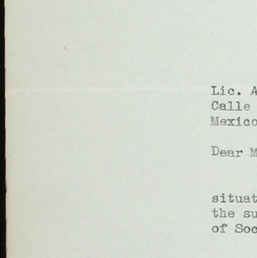 Lic. A
Calle
Mexico
Dear M
situat
the su
of Soc